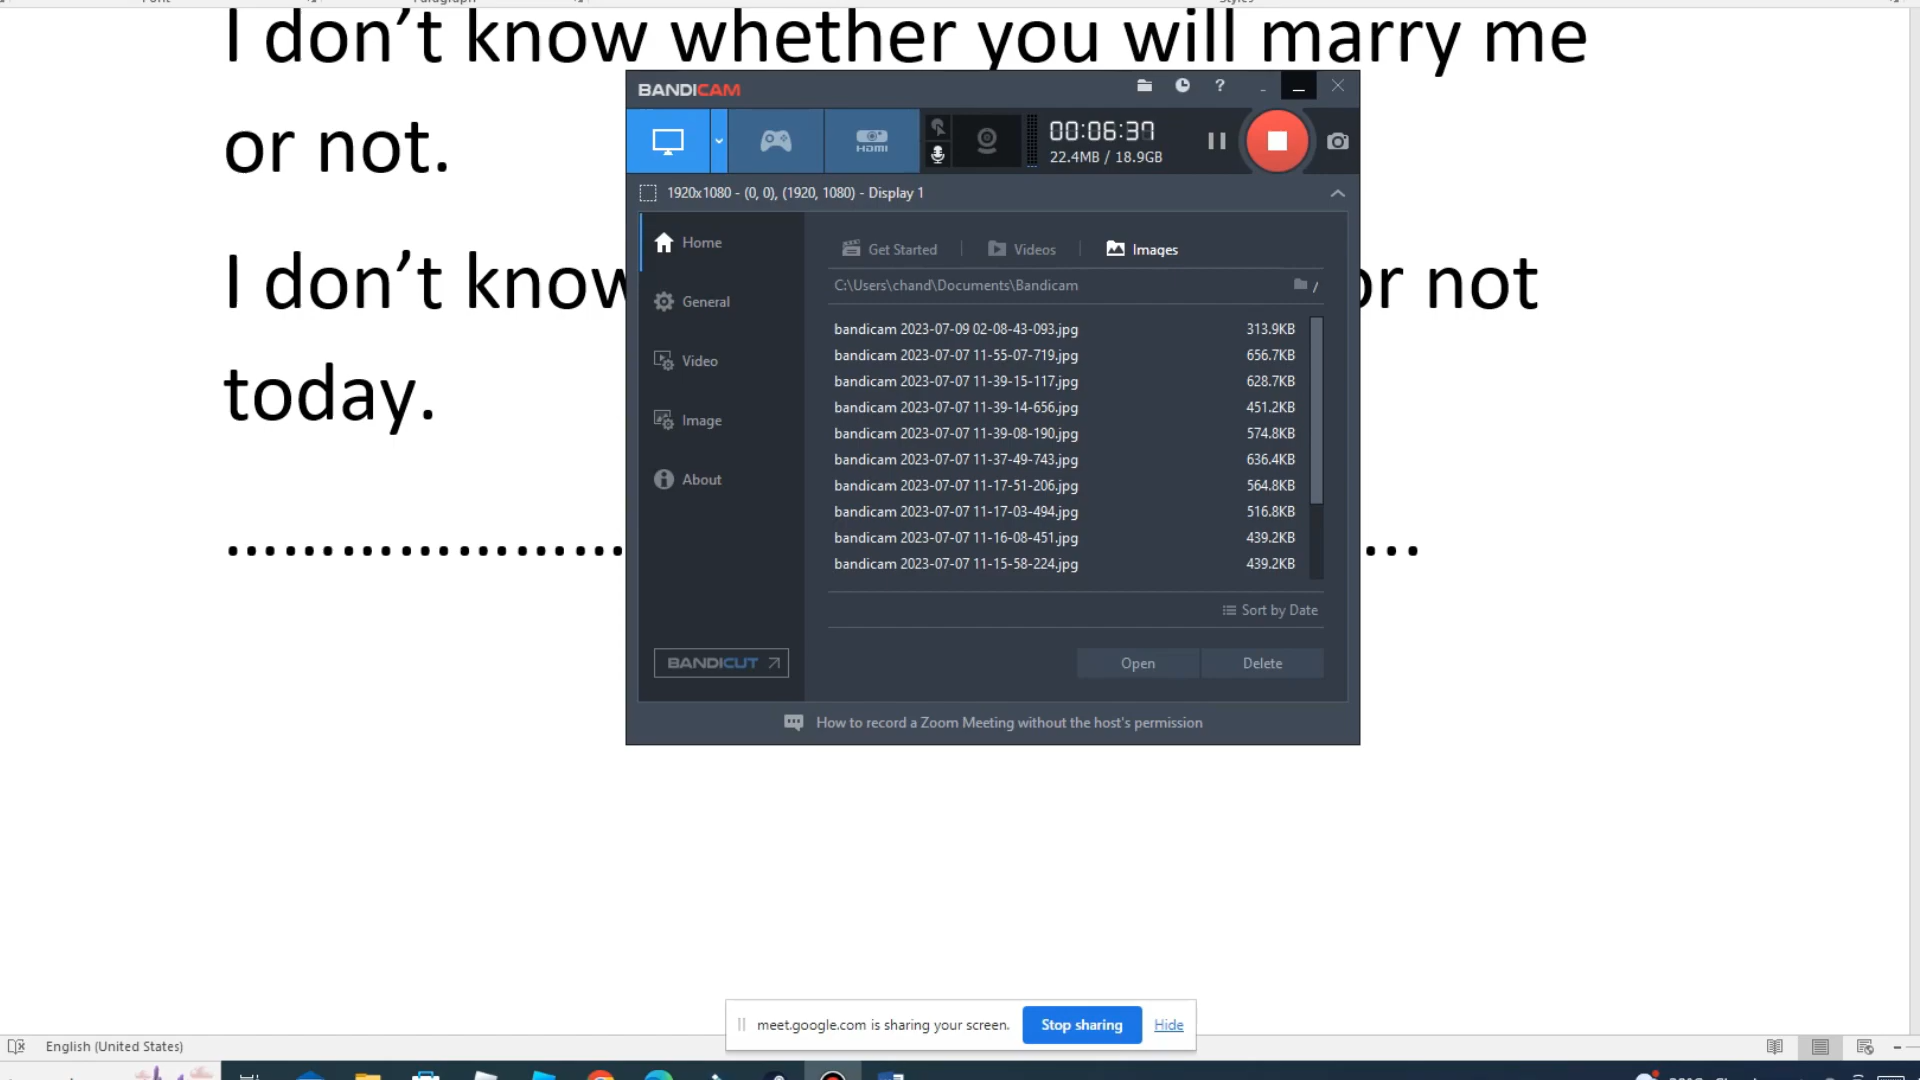 I don’t know whether you will marry me
or not.
I don’t know
or not
today.
………………………
…
BANDICAM
?
HDMI
00:06:37
22.4MB / 18.9GB
1920x1080 - (0, 0), (1920, 1080) - Display 1
Home
General
Video
Image
About
BANDICUT
Get Started
Videos
Images
C:\Users\chand\Documents\Bandicam
/
bandicam 2023-07-09 02-08-43-093.jpg 313.9KB
bandicam 2023-07-07 11-55-07-719.jpg 656.7KB
bandicam 2023-07-07 11-39-15-117.jpg 628.7KB
bandicam 2023-07-07 11-39-14-656.jpg 451.2KB
bandicam 2023-07-07 11-39-08-190.jpg 574.8KB
bandicam 2023-07-07 11-37-49-743.jpg 636.4KB
bandicam 2023-07-07 11-17-51-206.jpg 564.8KB
bandicam 2023-07-07 11-17-03-494.jpg 516.8KB
bandicam 2023-07-07 11-16-08-451.jpg 439.2KB
bandicam 2023-07-07 11-15-58-224.jpg 439.2KB
Sort by Date
Open
Delete
How to record a Zoom Meeting without the host's permission
meet.google.com is sharing your screen.
Stop sharing
Hide
English (United States)